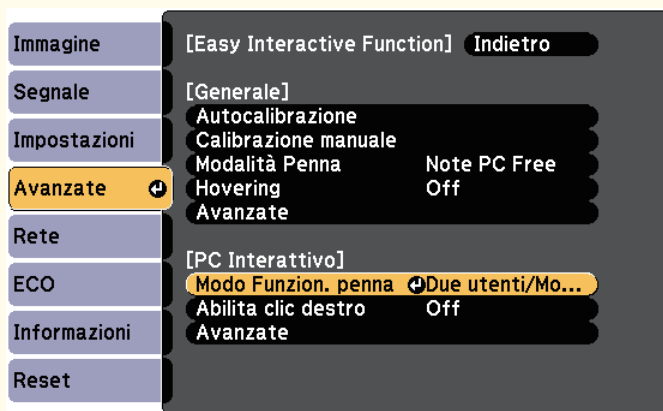 Immagine
Segnale
Impostazioni
Avanzate
Rete
ECO
Informazioni
Reset
[Easy Interactive Function] Indietro
[Generale]
Autocalibrazione
Calibrazione manuale
Modalità Penna Note PC Free
Hovering Off
Avanzate
[PC Interattivo]
Modo Funzion. penna Due utenti/Mo...
Abilita clic destro Off
Avanzate